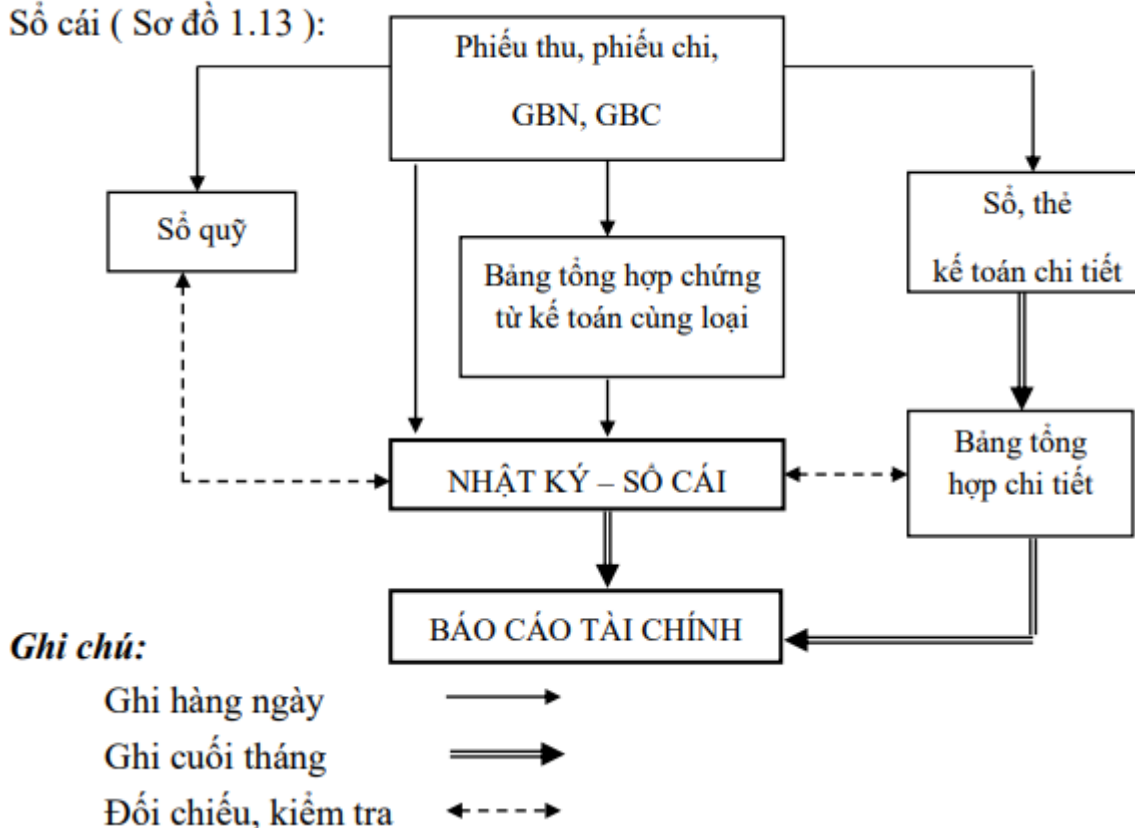 Sổ cái ( Sơ đồ 1.13 ):
Phiếu thu, phiếu chi,
GBN, GBC
Sổ quỹ
Bảng tổng hợp chứng
từ kế toán cùng loại
Sổ, thẻ
kế toán chi tiết
NHẬT KÝ – SỔ CÁI
Bảng tổng
hợp chi tiết
BÁO CÁO TÀI CHÍNH
Ghi chú:
Ghi hàng ngày
Ghi cuối tháng
Đối chiếu, kiểm tra